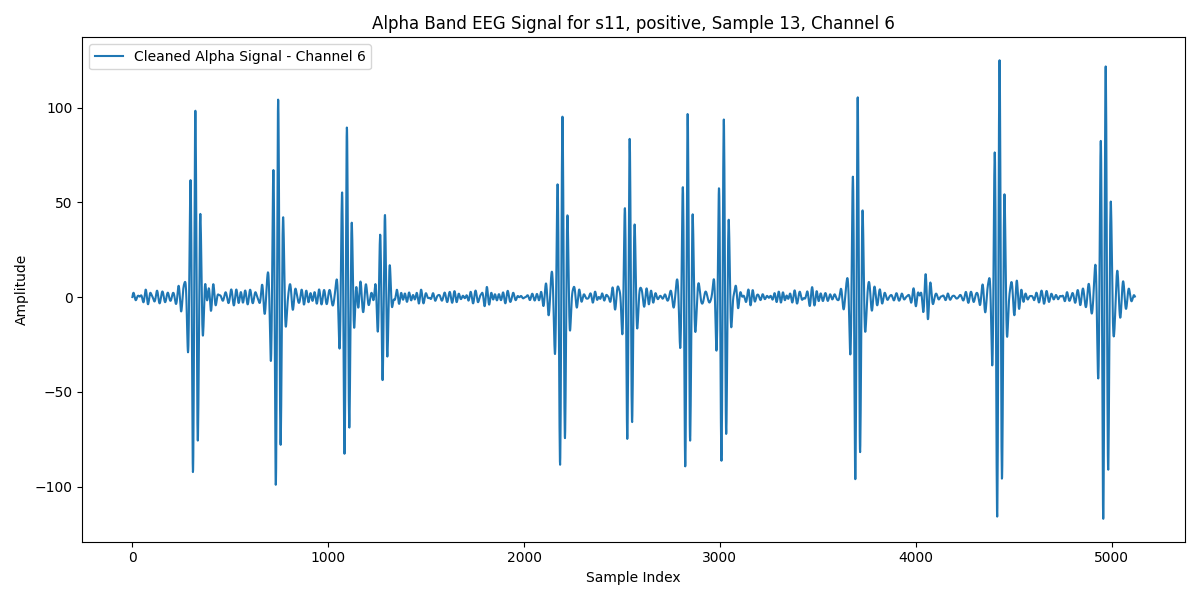 Alpha Band EEG Signal for s11, positive, Sample 13, Channel 6
Cleaned Alpha Signal - Channel 6
Amplitude
100
50
0
−50
−100
0 1000 2000 3000 4000 5000
Sample Index